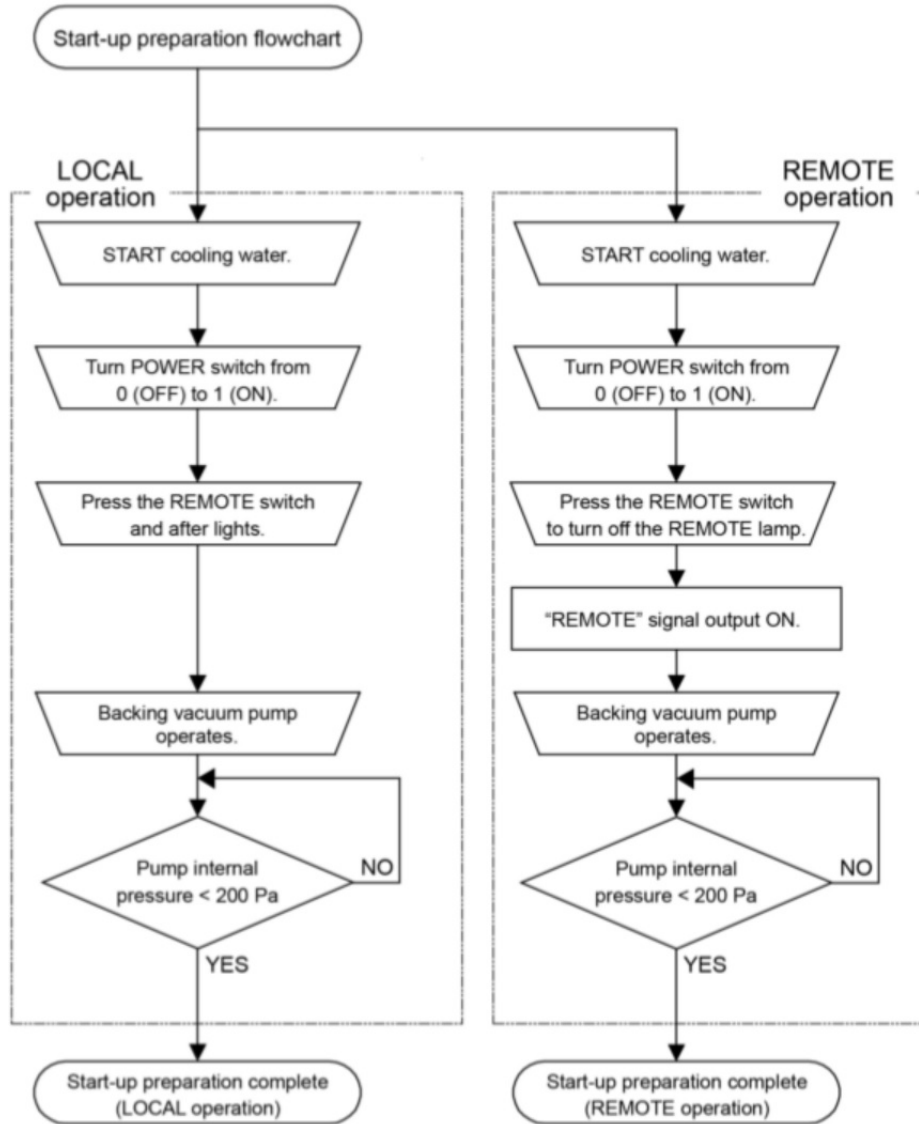 Start-up preparation flowchart
LOCAL
operation
START cooling water.
Turn POWER switch from
0 (OFF) to 1 (ON).
Press the REMOTE switch
and after lights.
Backing vacuum pump
operates.
Pump internal
pressure < 200 Pa
NO
YES
Start-up preparation complete
(LOCAL operation)
REMOTE
operation
START cooling water.
Turn POWER switch from
0 (OFF) to 1 (ON).
Press the REMOTE switch
to turn off the REMOTE lamp.
“REMOTE” signal output ON.
Backing vacuum pump
operates.
Pump internal
pressure < 200 Pa
NO
YES
Start-up preparation complete
(REMOTE operation)